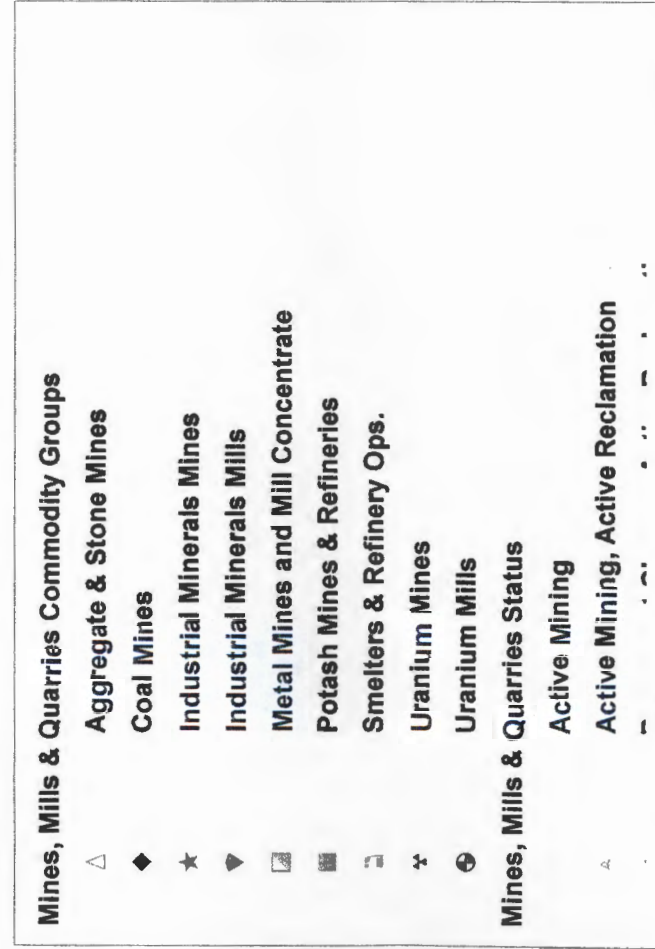 Mines, Mills & Quarries Commodity Groups
Aggregate & Stone Mines
Coal Mines
Industrial Minerals Mines
Industrial Minerals Mills
Metal Mines and Mill Concentrate
Potash Mines & Refineries
Smelters & Refinery Ops.
Uranium Mines
Uranium Mills
Mines, Mills & Quarries Status
Active Mining
Active Mining, Active Reclamation